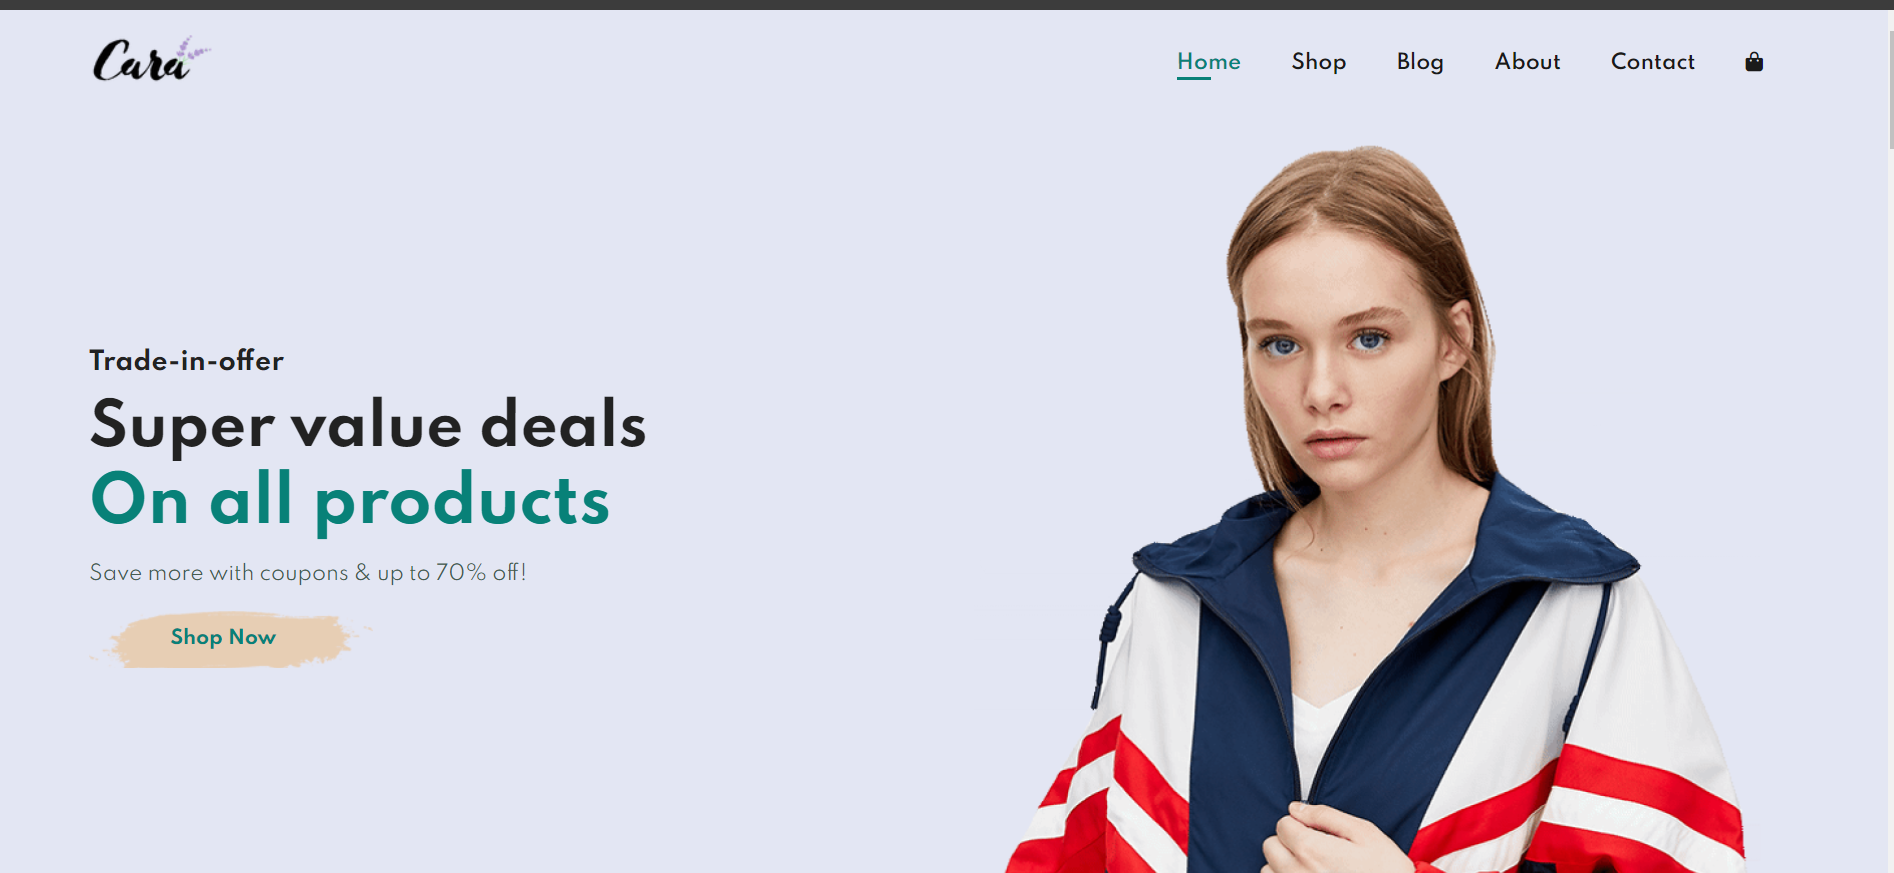 Cara
Home Shop Blog About Contact
Trade-in-offer
Super value deals
On all products
Save more with coupons & up to 70% off!
Shop Now